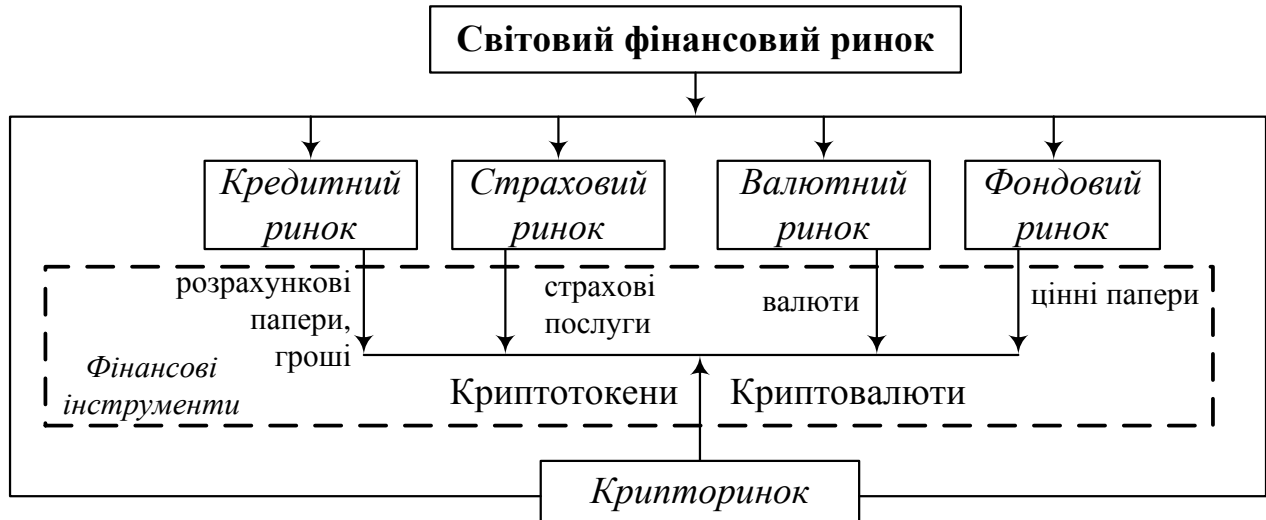 Світовий фінансовий ринок
Кредитний
ринок
Страховий
ринок
Валютний
ринок
Фондовий
ринок
розрахункові
папери,
гроші
страхові
послуги
валюти
цінні папери
Фінансові
інструменти
Криптотокени
Криптовалюти
Крипторинок